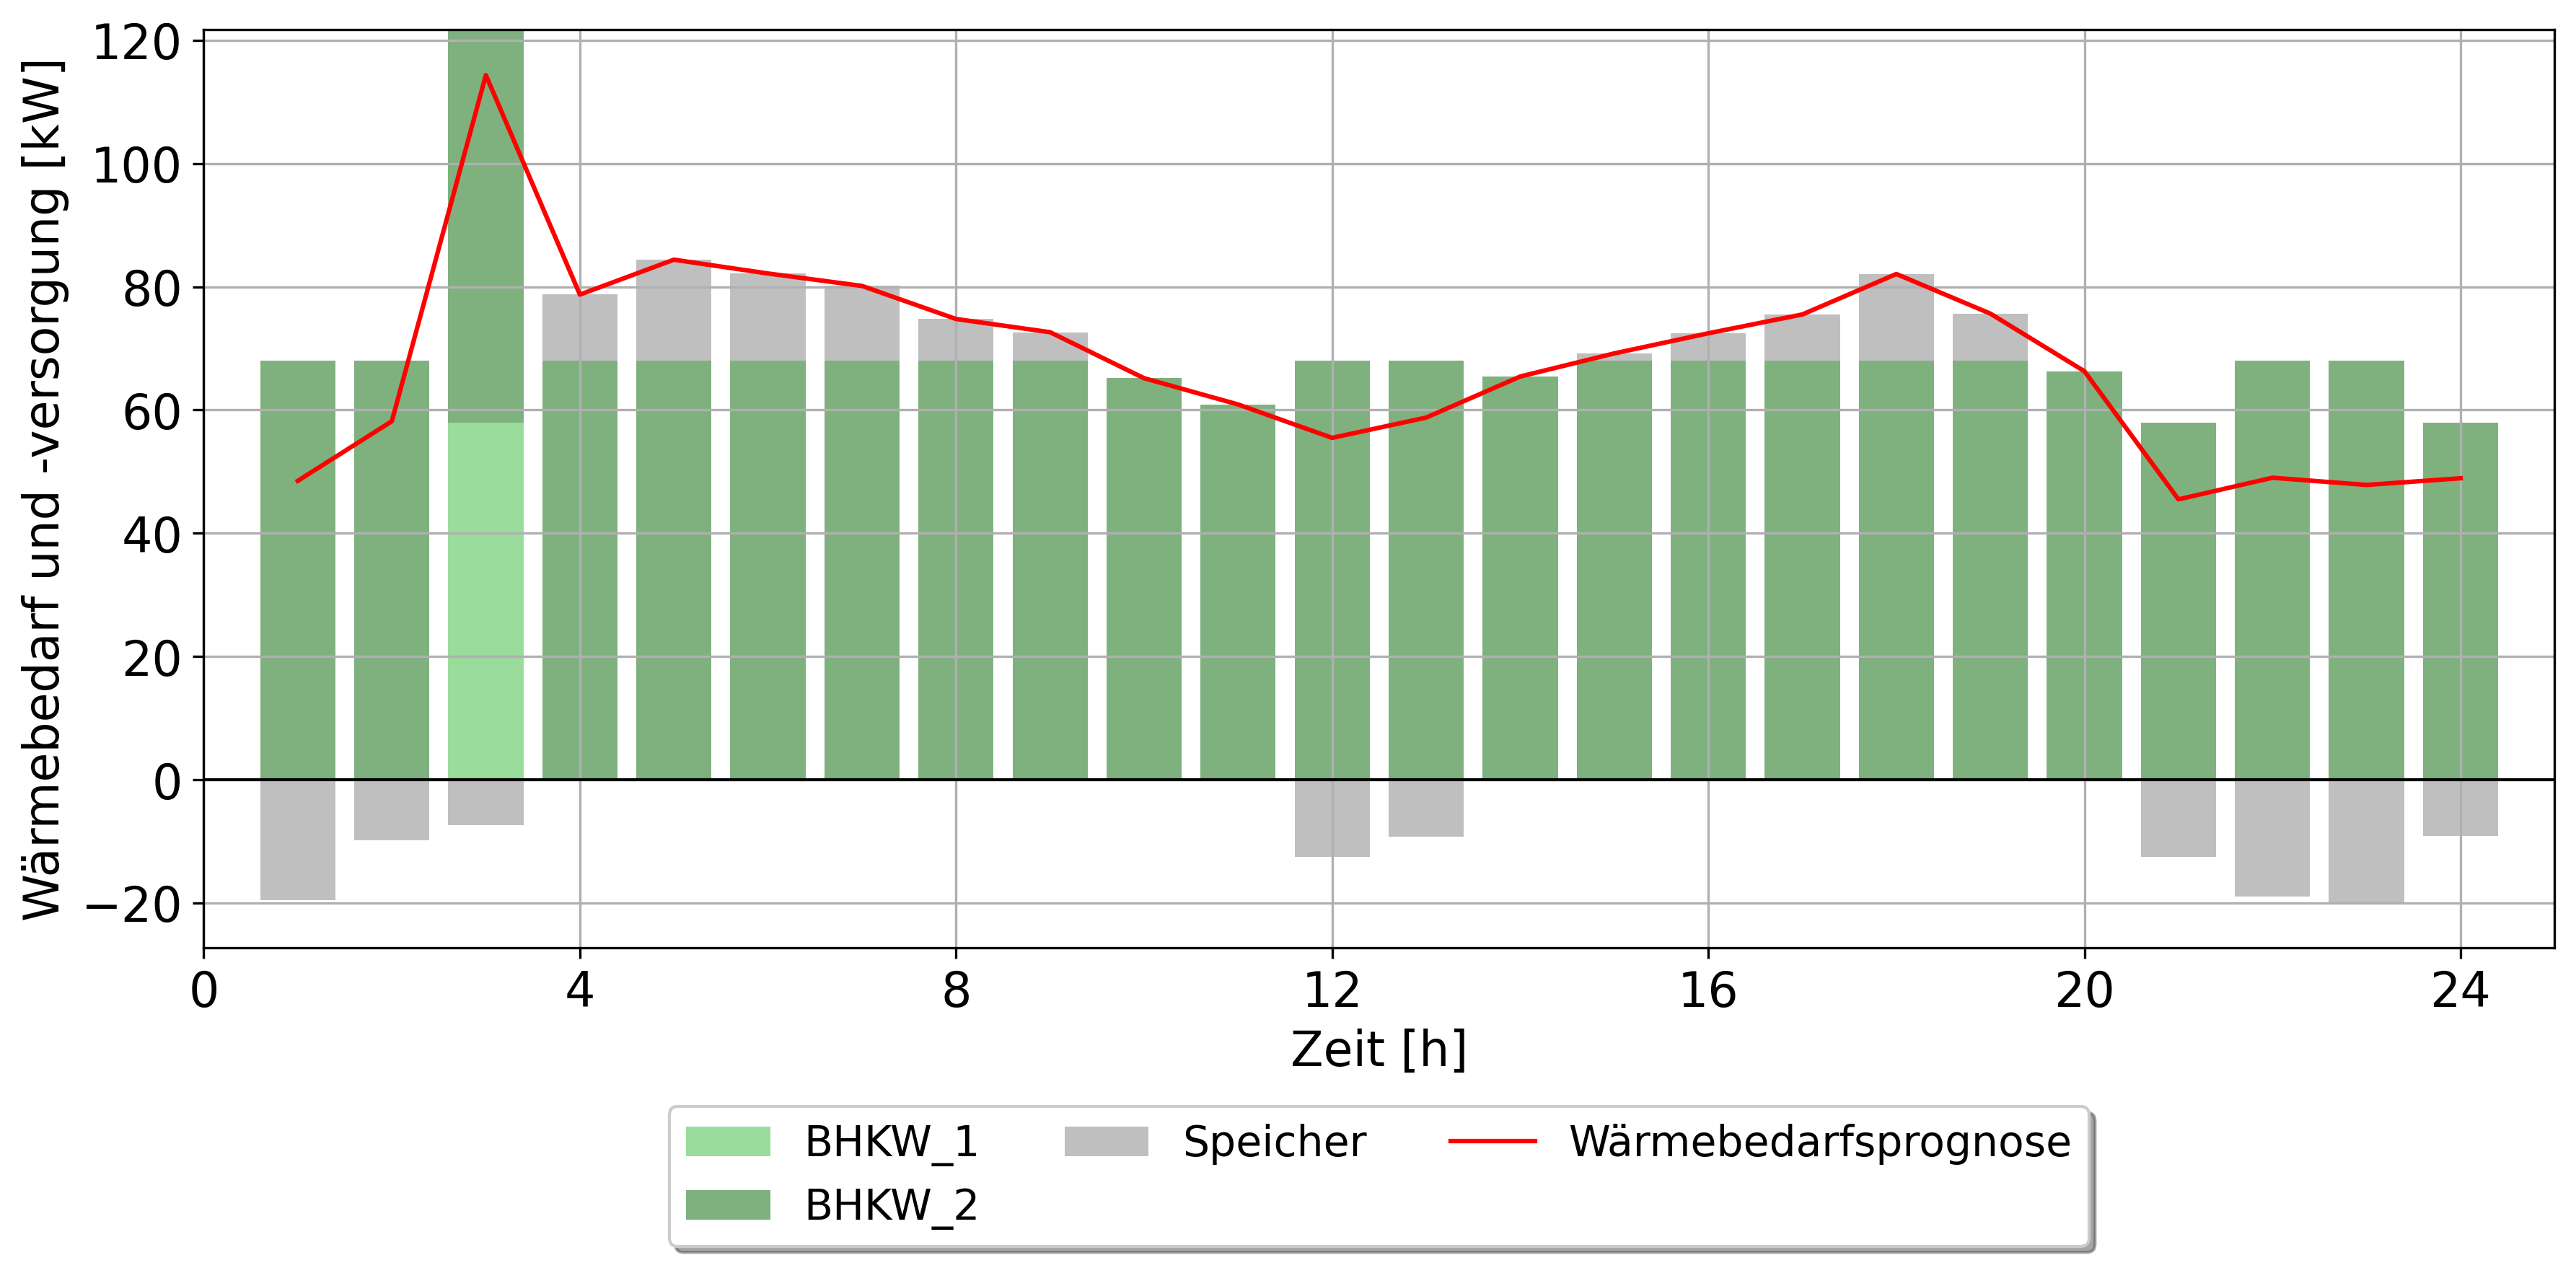 Wärmebedarf und -versorgung [kW]
120
100
80
60
40
20
0
−20
0 4 8 12 16 20 24
Zeit [h]
BHKW_1 Speicher Wärmebedarfsprognose
BHKW_2